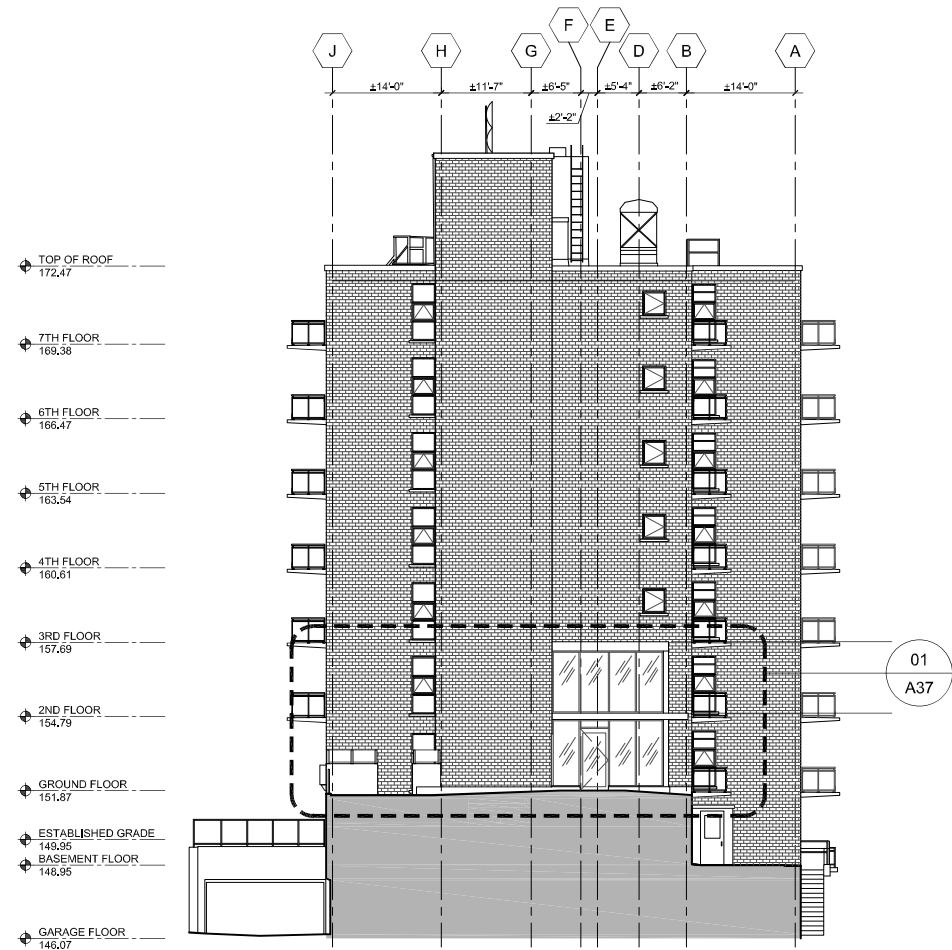 J H G F E D B A
±14'-0" ±11'-7" ±6'-5" ±5'-4" ±6'-2" ±14'-0"
±2'-2"
TOP OF ROOF
172.47
7TH FLOOR
169.38
6TH FLOOR
166.47
5TH FLOOR
163.54
4TH FLOOR
160.61
3RD FLOOR
157.69
01
A37
2ND FLOOR
154.79
GROUND FLOOR
151.87
ESTABLISHED GRADE
149.95
BASEMENT FLOOR
148.95
GARAGE FLOOR
146.07